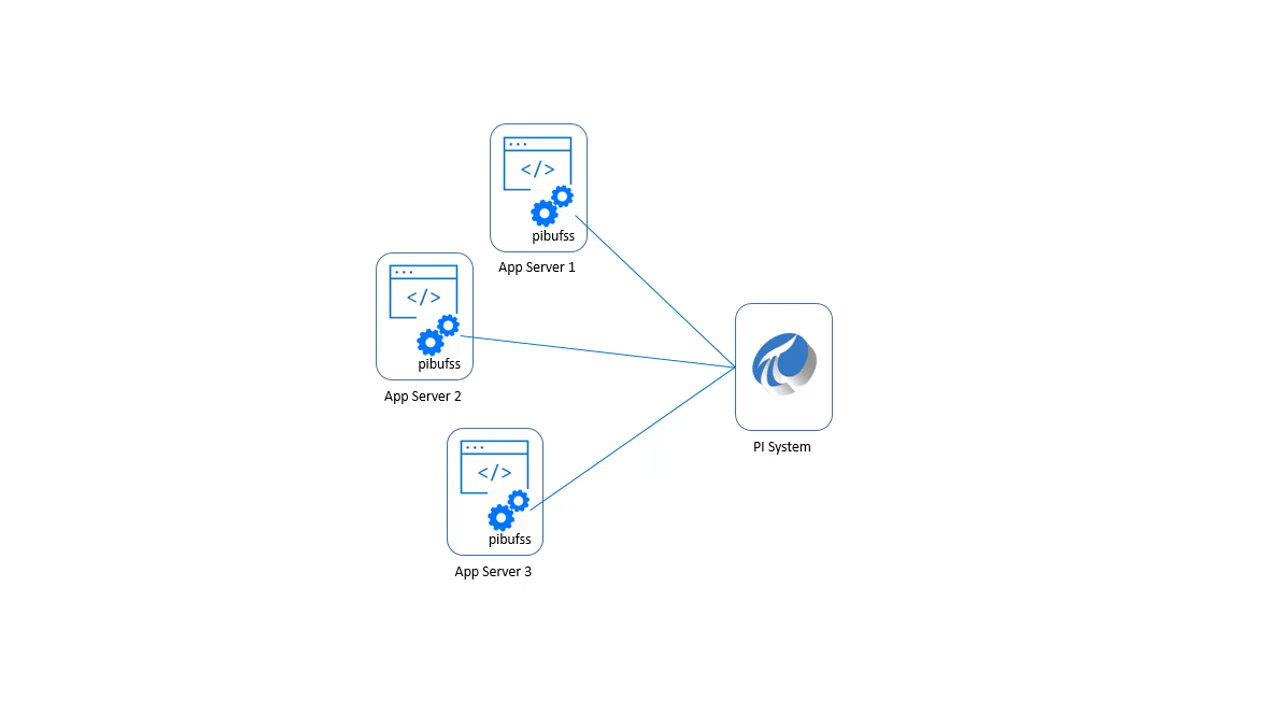 </>
pibufss
App Server 1
</>
pibufss
App Server 2
</>
pibufss
App Server 3
PI System